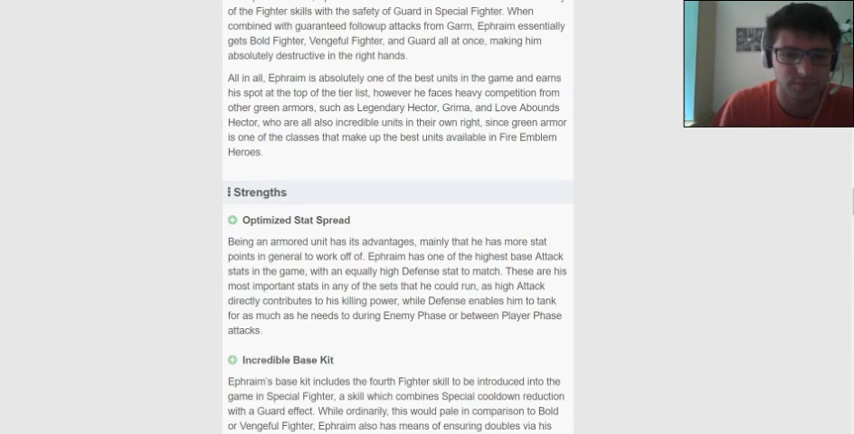 of the Fighter skills with the safety of Guard in Special Fighter. When
combined with guaranteed followup attacks from Garm, Ephraim essentially
gets Bold Fighter, Vengeful Fighter, and Guard all at once, making him
absolutely destructive in the right hands.
All in all, Ephraim is absolutely one of the best units in the game and earns
his spot at the top of the tier list, however he faces heavy competition from
other green armors, such as Legendary Hector, Grima, and Love Abounds
Hector, who are all also incredible units in their own right, since green armor
is one of the classes that make up the best units available in Fire Emblem
Heroes.
Strengths
Optimized Stat Spread
Being an armored unit has its advantages, mainly that he has more stat
points in general to work off of. Ephraim has one of the highest base Attack
stats in the game, with an equally high Defense stat to match. These are his
most important stats in any of the sets that he could run, as high Attack
directly contributes to his killing power, while Defense enables him to tank
for as much as he needs to during Enemy Phase or between Player Phase
attacks.
Incredible Base Kit
Ephraim's base kit includes the fourth Fighter skill to be introduced into the
game in Special Fighter, a skill which combines Special cooldown reduction
with a Guard effect. While ordinarily, this would pale in comparison to Bold
or Vengeful Fighter, Ephraim also has means of ensuring doubles via his